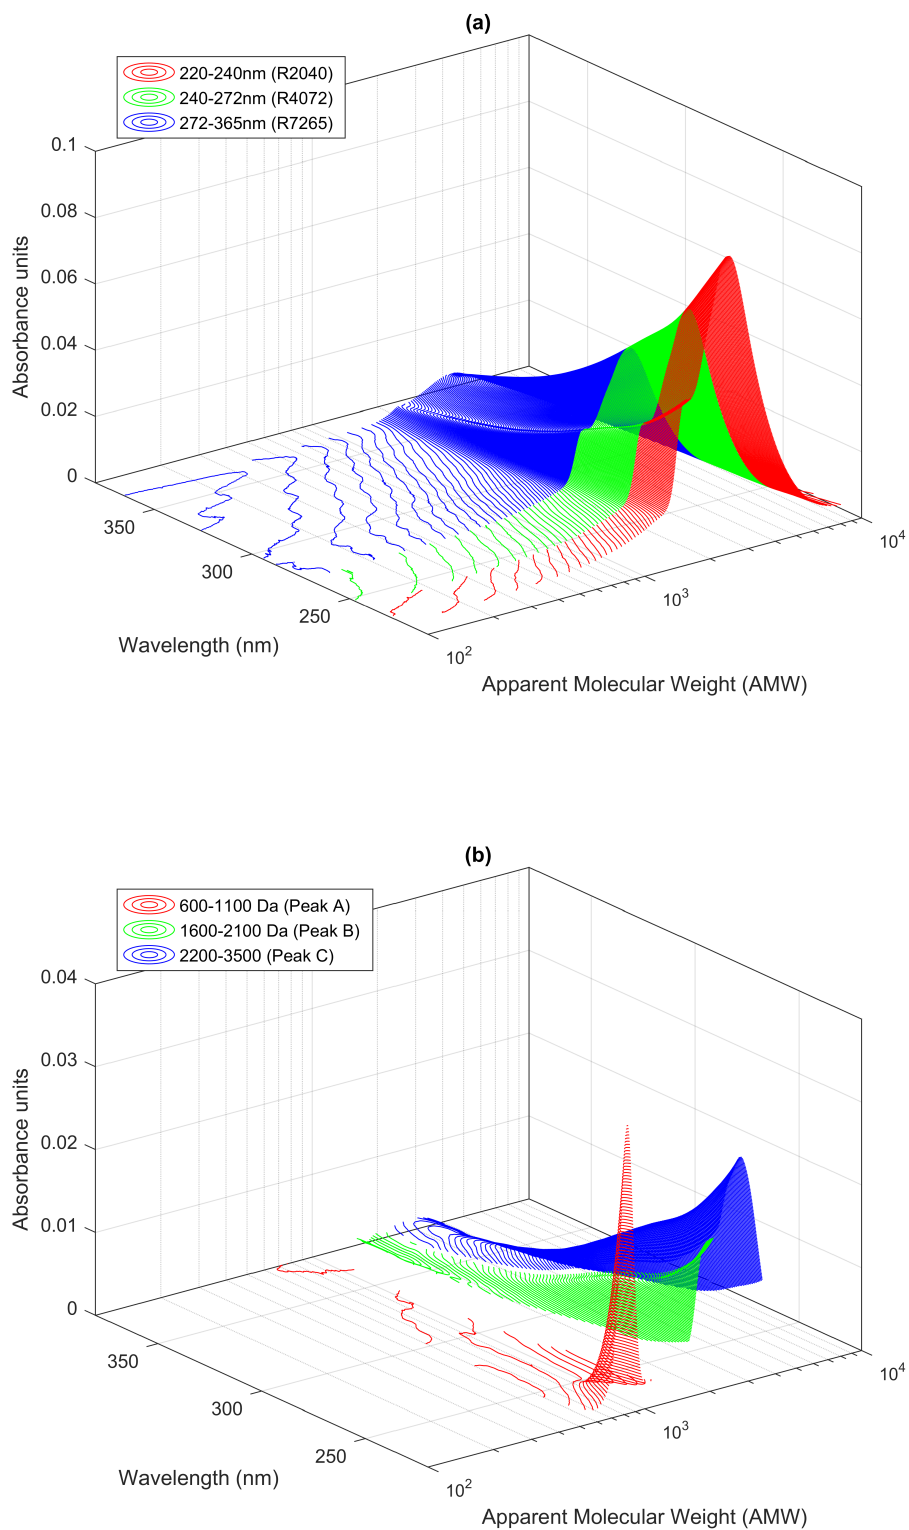 (a)
220-240nm (R2040)
240-272nm (R4072)
272-365nm (R7265)
0.1
0.08
0.06
0.04
0.02
0
Absorbance units
350
300
250
Wavelength (nm)
10^2
10^3
10^4
Apparent Molecular Weight (AMW)
(b)
600-1100 Da (Peak A)
1600-2100 Da (Peak B)
2200-3500 (Peak C)
0.04
0.03
0.02
0.01
0
Absorbance units
350
300
250
Wavelength (nm)
10^2
10^3
10^4
Apparent Molecular Weight (AMW)